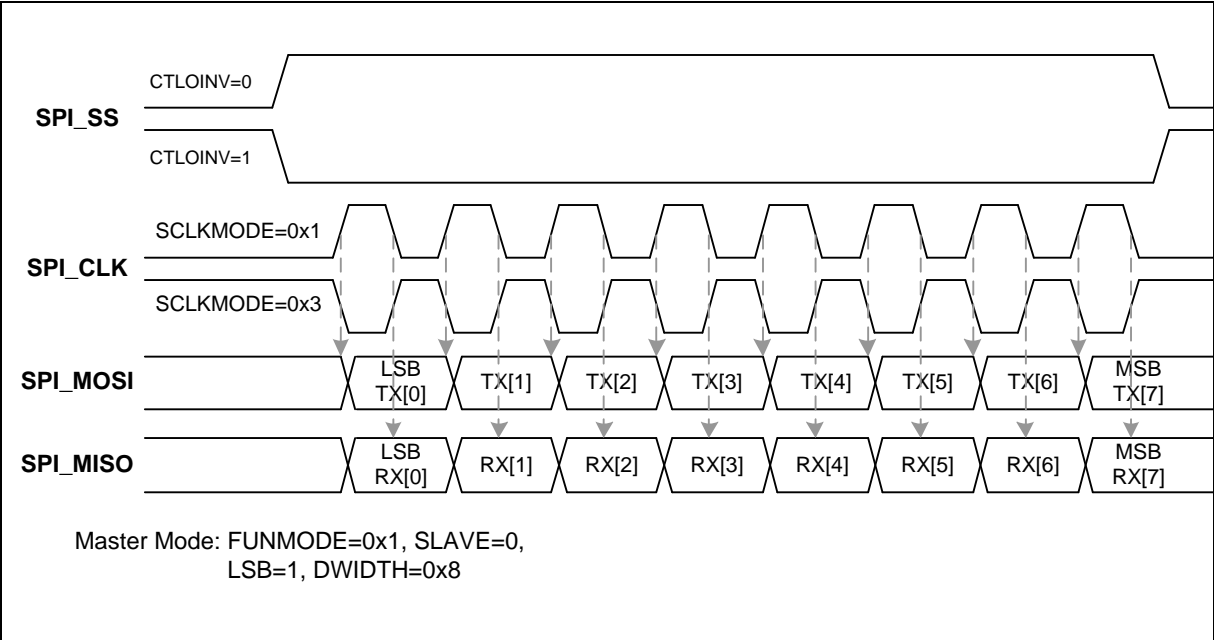 CTLOINV=0
SPI_SS
CTLOINV=1
SCLKMODE=0x1
SPI_CLK
SCLKMODE=0x3
SPI_MOSI
LSB TX[0] TX[1] TX[2] TX[3] TX[4] TX[5] TX[6] MSB TX[7]
SPI_MISO
LSB RX[0] RX[1] RX[2] RX[3] RX[4] RX[5] RX[6] MSB RX[7]
Master Mode: FUNMODE=0x1, SLAVE=0,
LSB=1, DWIDTH=0x8